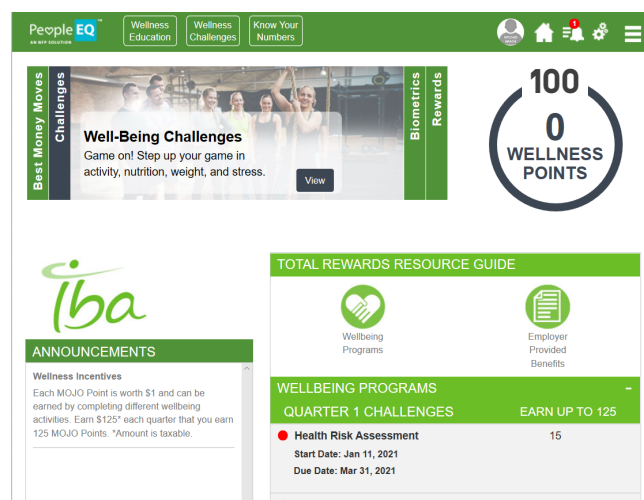 People EQ™
AN NFP SOLUTION
Wellness
Education
Wellness
Challenges
Know Your
Numbers
1
Best Money Moves
Challenges
Well-Being Challenges
Game on! Step up your game in
activity, nutrition, weight, and stress.
View
Biometrics
Rewards
100
0
WELLNESS
POINTS
iba
ANNOUNCEMENTS
Wellness Incentives
Each MOJO Point is worth $1 and can be
earned by completing different wellbeing
activities. Earn $125* each quarter that you earn
125 MOJO Points. *Amount is taxable.
TOTAL REWARDS RESOURCE GUIDE
Wellbeing
Programs
Employer
Provided
Benefits
WELLBEING PROGRAMS -
QUARTER 1 CHALLENGES EARN UP TO 125
Health Risk Assessment 15
Start Date: Jan 11, 2021
Due Date: Mar 31, 2021